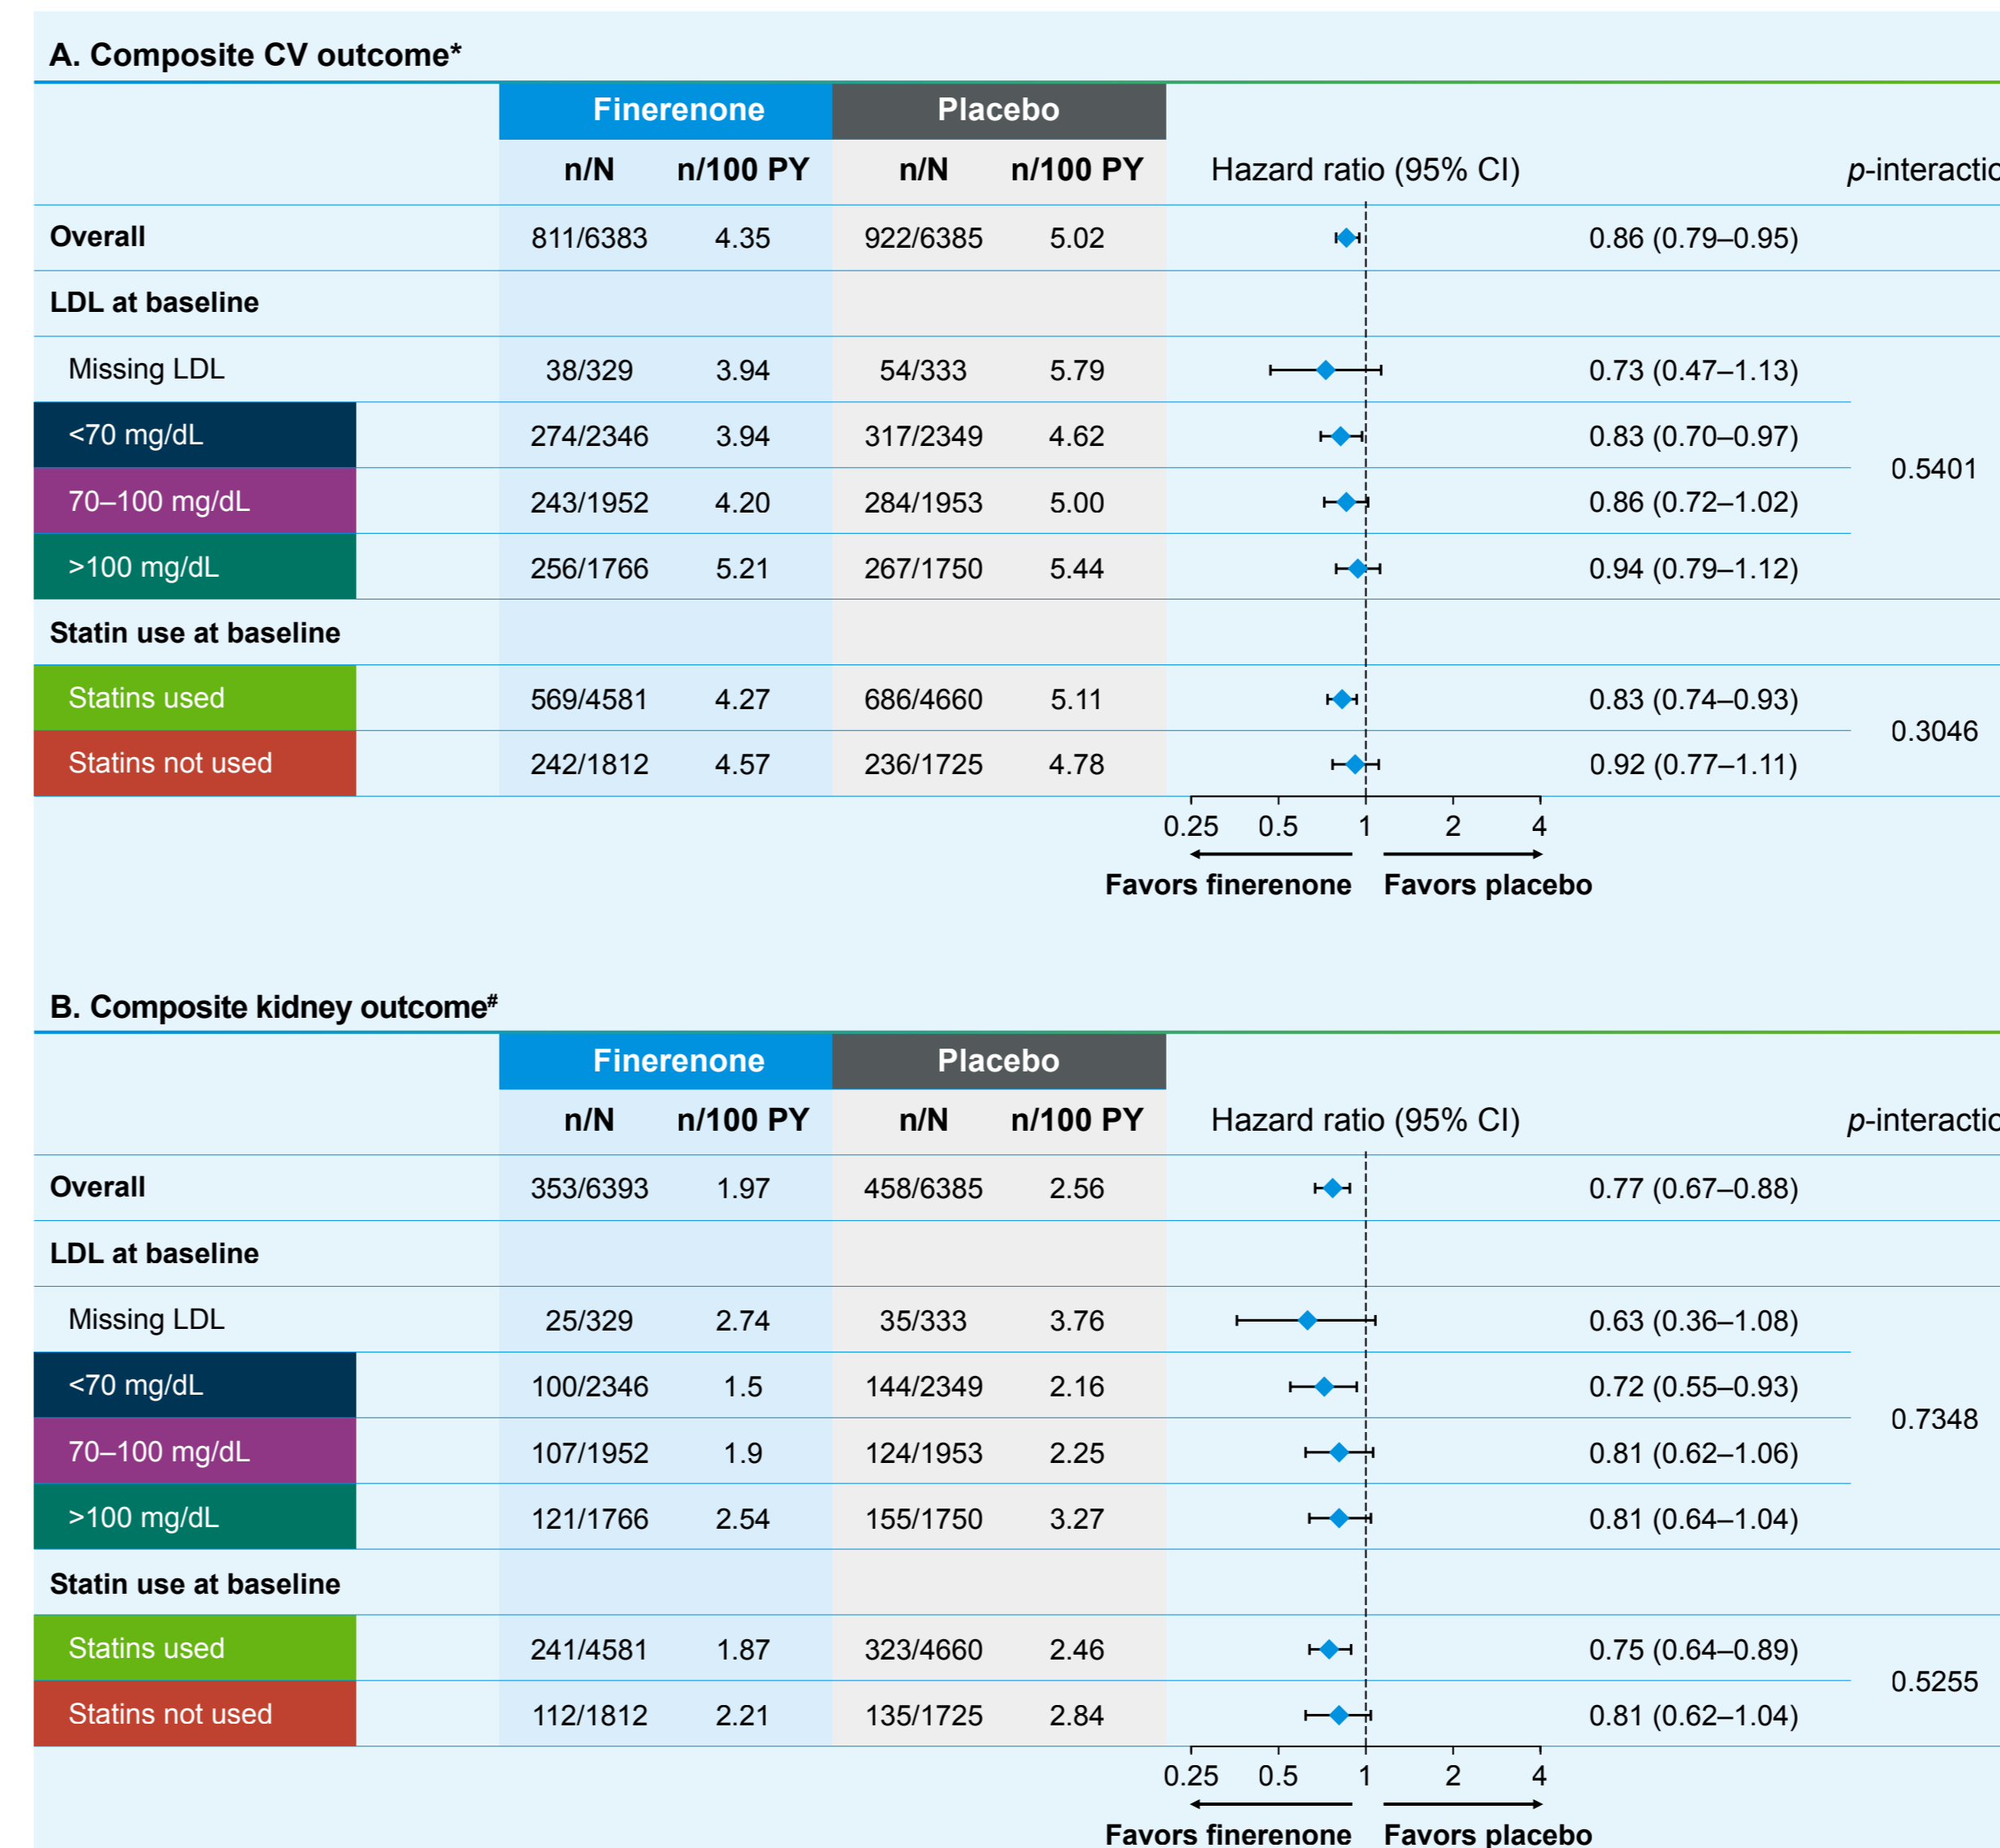 A. Composite CV outcome*
Finerenone Placebo
n/N n/100 PY n/N n/100 PY Hazard ratio (95% CI) p-interactio
Overall 811/6383 4.35 922/6385 5.02 0.86 (0.79–0.95)
LDL at baseline
Missing LDL 38/329 3.94 54/333 5.79 0.73 (0.47–1.13)
<70 mg/dL 274/2346 3.94 317/2349 4.62 0.83 (0.70–0.97)
0.5401
70–100 mg/dL 243/1952 4.20 284/1953 5.00 0.86 (0.72–1.02)
>100 mg/dL 256/1766 5.21 267/1750 5.44 0.94 (0.79–1.12)
Statin use at baseline
Statins used 569/4581 4.27 686/4660 5.11 0.83 (0.74–0.93)
0.3046
Statins not used 242/1812 4.57 236/1725 4.78 0.92 (0.77–1.11)
0.25 0.5 1 2 4
Favors finerenone Favors placebo
B. Composite kidney outcome#
Finerenone Placebo
n/N n/100 PY n/N n/100 PY Hazard ratio (95% CI) p-interactio
Overall 353/6393 1.97 458/6385 2.56 0.77 (0.67–0.88)
LDL at baseline
Missing LDL 25/329 2.74 35/333 3.76 0.63 (0.36–1.08)
<70 mg/dL 100/2346 1.5 144/2349 2.16 0.72 (0.55–0.93)
0.7348
70–100 mg/dL 107/1952 1.9 124/1953 2.25 0.81 (0.62–1.06)
>100 mg/dL 121/1766 2.54 155/1750 3.27 0.81 (0.64–1.04)
Statin use at baseline
Statins used 241/4581 1.87 323/4660 2.46 0.75 (0.64–0.89)
0.5255
Statins not used 112/1812 2.21 135/1725 2.84 0.81 (0.62–1.04)
0.25 0.5 1 2 4
Favors finerenone Favors placebo